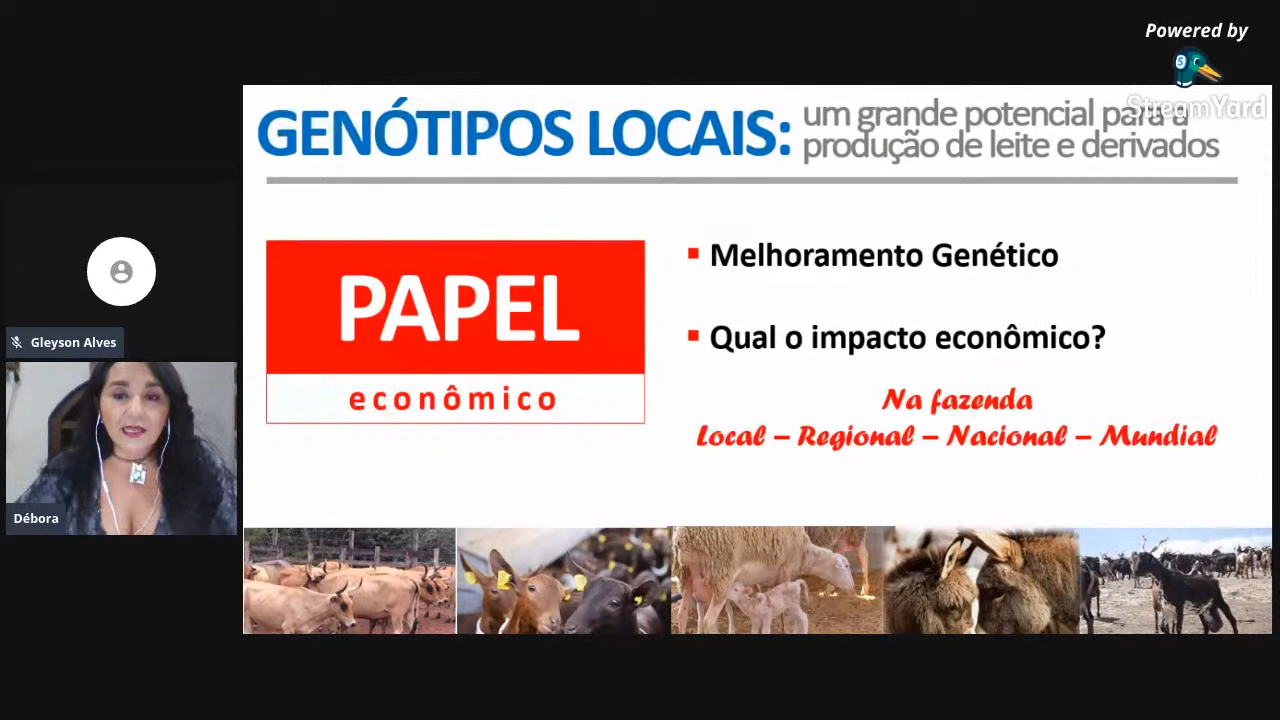 Powered by
StreamYard
GENÓTIPOS LOCAIS:
um grande potencial para a
produção de leite e derivados
PAPEL
econômico
▪ Melhoramento Genético
▪ Qual o impacto econômico?
Na fazenda
Local – Regional – Nacional – Mundial
Gleyson Alves
Débora